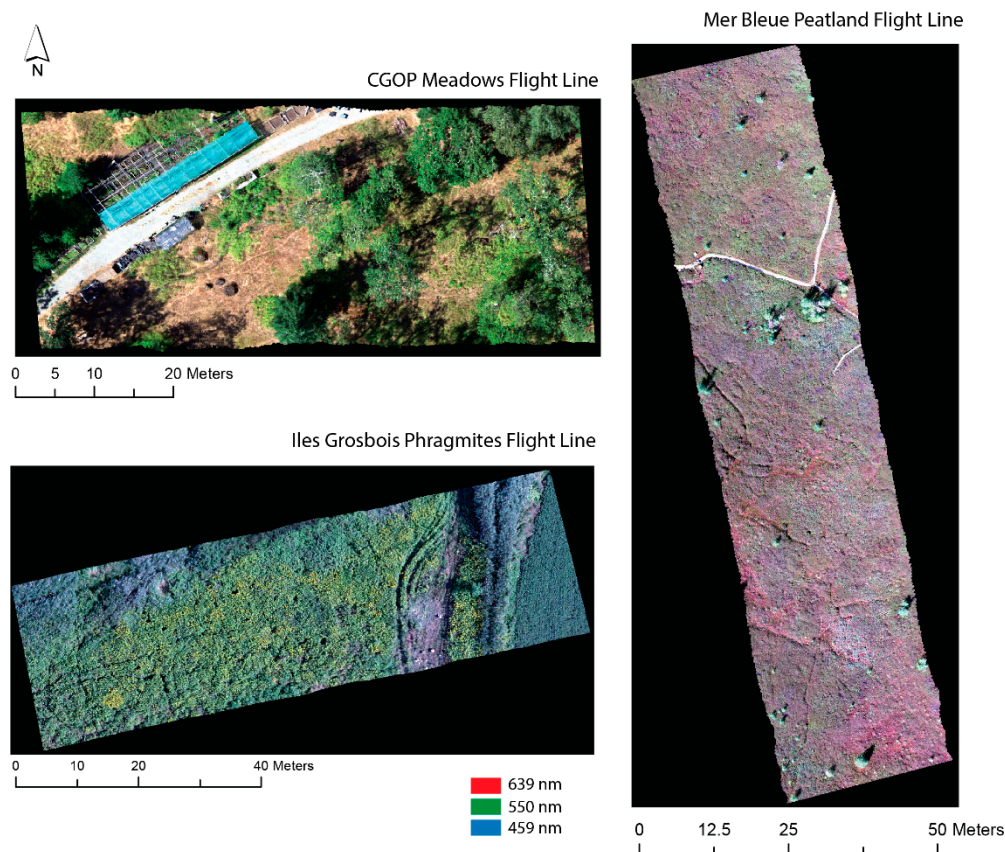 N
CGOP Meadows Flight Line
0 5 10 20 Meters
Iles Grosbois Phragmites Flight Line
0 10 20 40 Meters
639 nm
550 nm
459 nm
Mer Bleue Peatland Flight Line
0 12.5 25 50 Meters